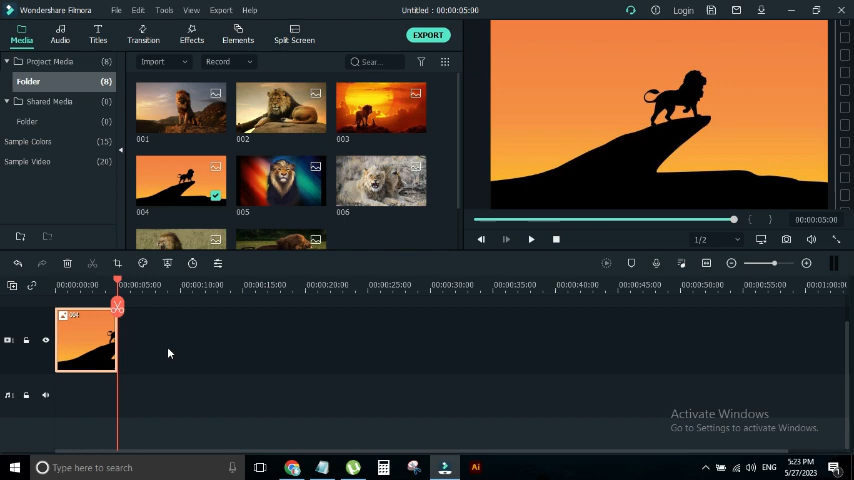 Wondershare Filmora File Edit Tools View Export Help Untitled : 00:00:05:00 Login
Media Audio Titles Transition Effects Elements Split Screen EXPORT
Project Media (8) Import Record Sear...
Folder (8)
Shared Media (0)
Folder (0)
Sample Colors (15)
Sample Video (20)
001 002 003
004 005 006
00:00:05:00
1/2
00:00:00:00 00:00:05:00 00:00:10:00 00:00:15:00 00:00:20:00 00:00:25:00 00:00:30:00 00:00:35:00 00:00:40:00 00:00:45:00 00:00:50:00 00:00:55:00 00:01:00:0
004
1
1
Activate Windows
Go to Settings to activate Windows.
Type here to search Ai ENG 5:23 PM
5/27/2023